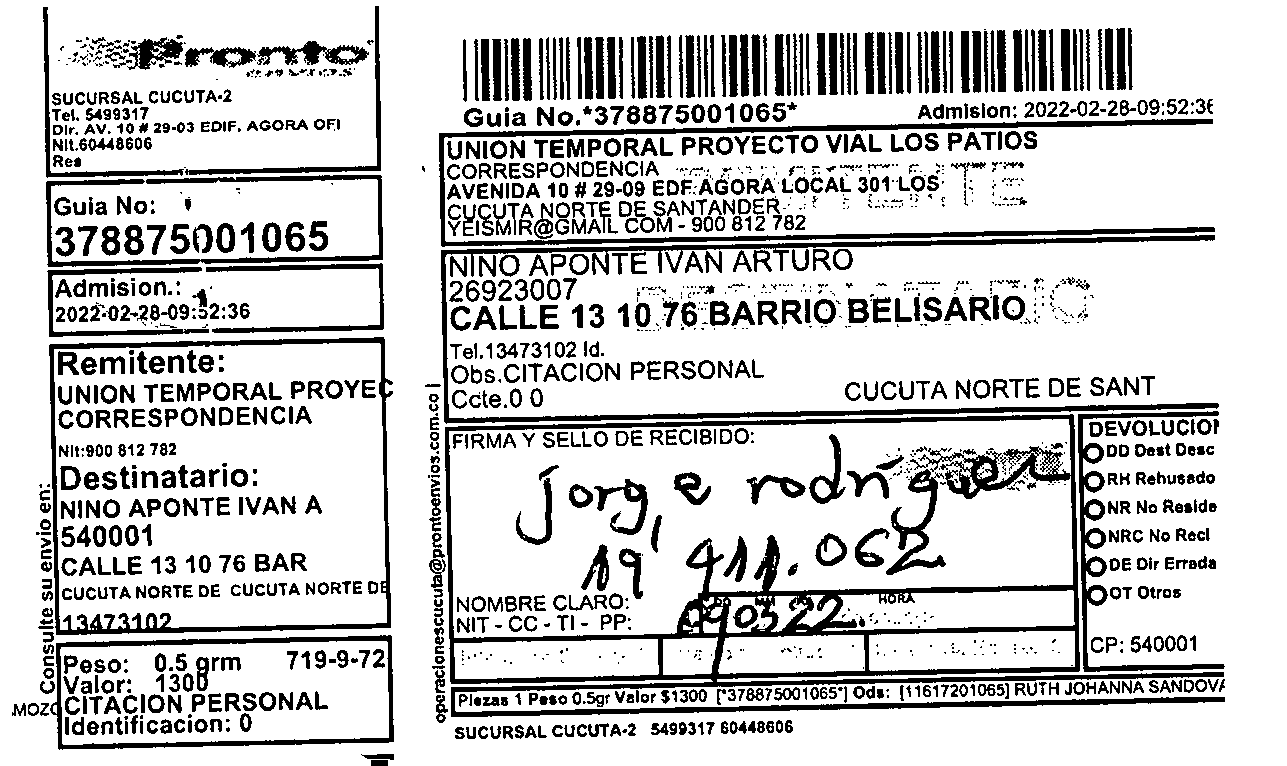 Pronto
envios
SUCURSAL CUCUTA-2
Tel. 5499317
Dir. AV. 10 # 29-03 EDIF. AGORA OFI
Nit.60448606
Res
Guia No:
378875001065
Admision.:
2022-02-28-09:52:36
Remitente:
UNION TEMPORAL PROYEC
CORRESPONDENCIA
Nit:900 812 782
Destinatario:
NINO APONTE IVAN A
540001
CALLE 13 10 76 BAR
CUCUTA NORTE DE CUCUTA NORTE DE
13473102
Peso: 0.5 grm 719-9-72
Valor: 1300
CITACION PERSONAL
Identificacion: 0
Consulte su envio en:
.MOZO
Guia No.*378875001065*
Admision: 2022-02-28-09:52:36
UNION TEMPORAL PROYECTO VIAL LOS PATIOS
CORRESPONDENCIA
AVENIDA 10 # 29-09 EDF.AGORA LOCAL 301 LOS
CUCUTA NORTE DE SANTANDER
YEISMIR@GMAIL COM - 900 812 782
NINO APONTE IVAN ARTURO
26923007
DESTINATARIO
CALLE 13 10 76 BARRIO BELISARIO
Tel.13473102 Id.
Obs.CITACION PERSONAL
Ccte.0 0
CUCUTA NORTE DE SANT
operacionescucuta@prontoenvios.com.co |
FIRMA Y SELLO DE RECIBIDO:
jorge rodríguez
19'411.062
NOMBRE CLARO:
NIT - CC - TI - PP:
HORA
090322
DEVOLUCION
DD Dest Desc
RH Rehusado
NR No Reside
NRC No Recl
DE Dir Errada
OT Otros
CP: 540001
Piezas 1 Peso 0.5gr Valor $1300 ["378875001065"] Ods: [11617201065] RUTH JOHANNA SANDOVA
SUCURSAL CUCUTA-2 5499317 60448606